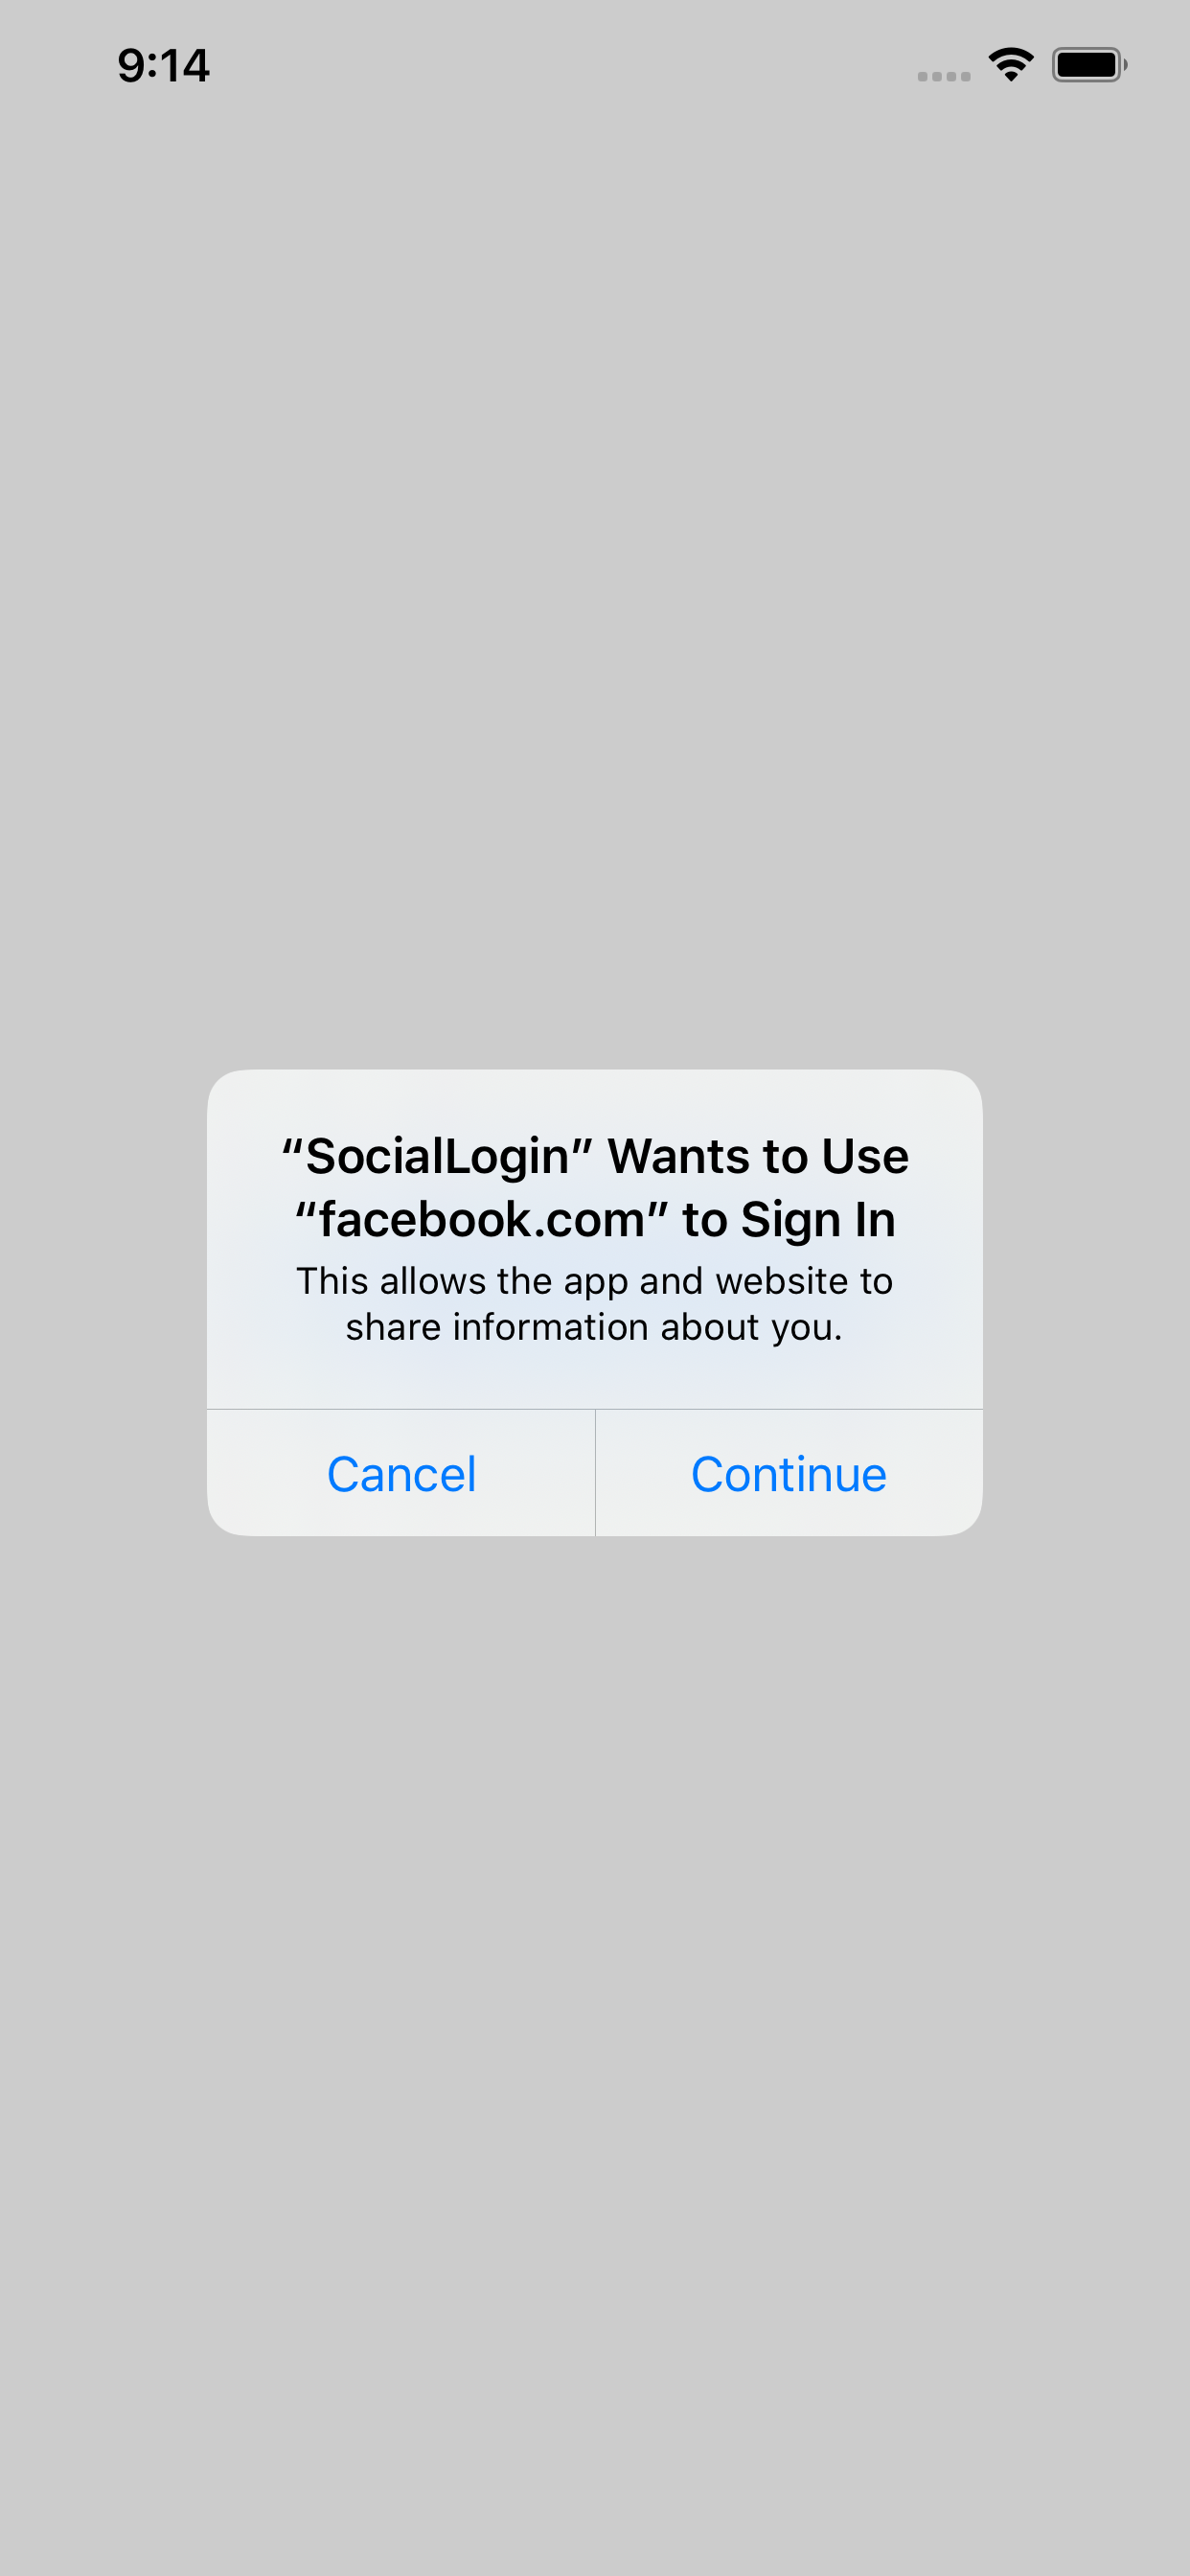 9:14
“SocialLogin” Wants to Use
“facebook.com” to Sign In
This allows the app and website to
share information about you.
Cancel
Continue